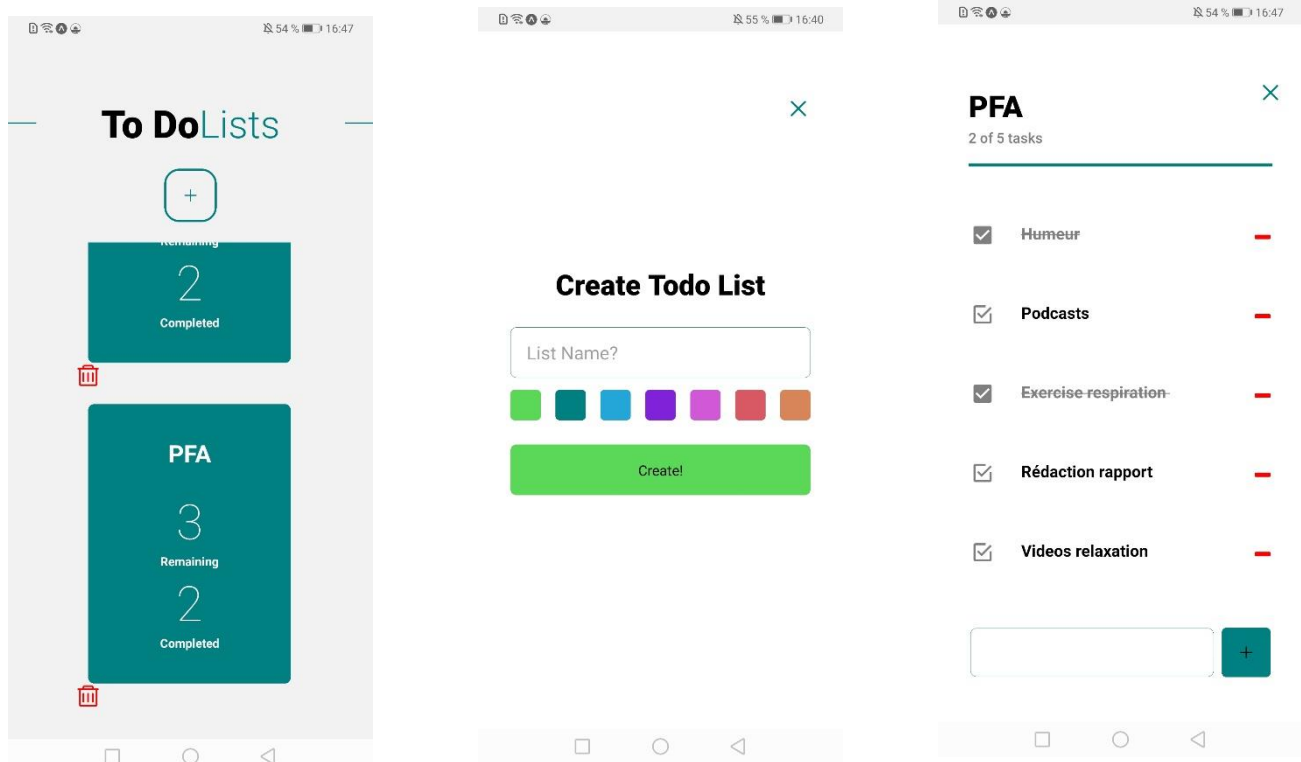 54 % 16:47
To DoLists
+
Remaining
2
Completed
PFA
3
Remaining
2
Completed
55 % 16:40
Create Todo List
List Name?
Create!
54 % 16:47
PFA
2 of 5 tasks
Humeur
Podcasts
Exercise respiration
Rédaction rapport
Videos relaxation
+